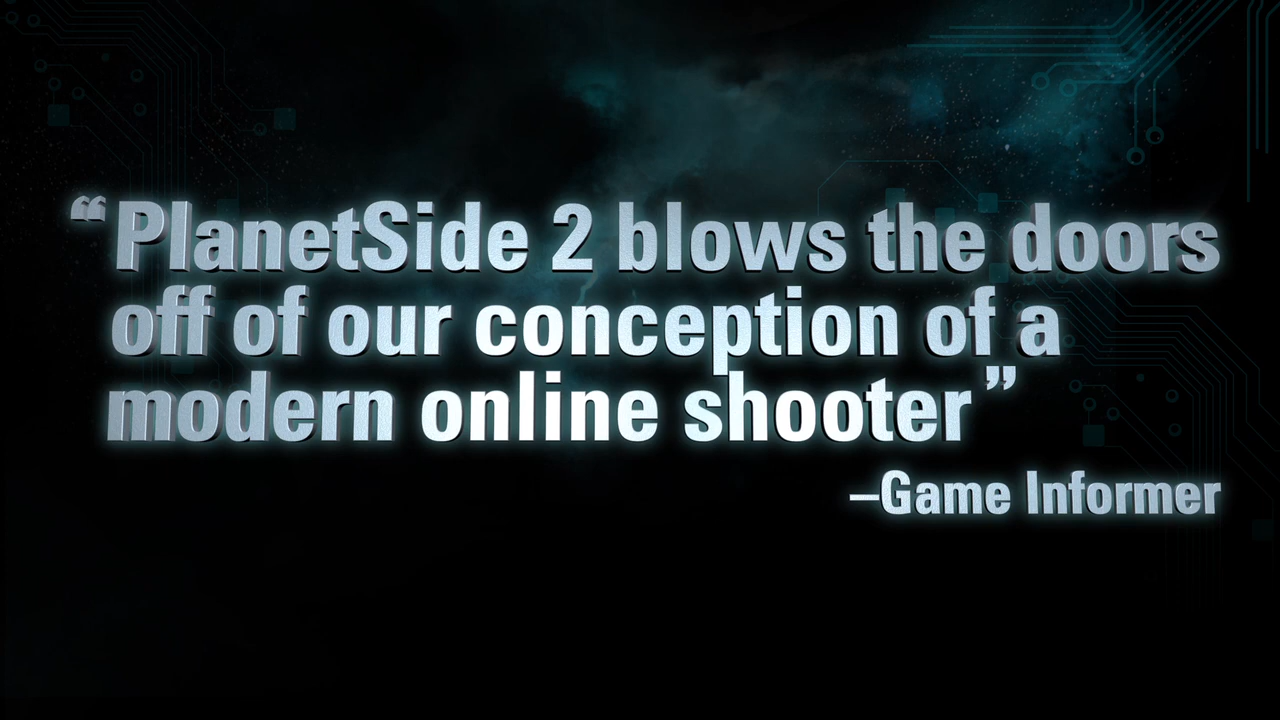 “PlanetSide 2 blows the doors
off of our conception of a
modern online shooter”
–Game Informer